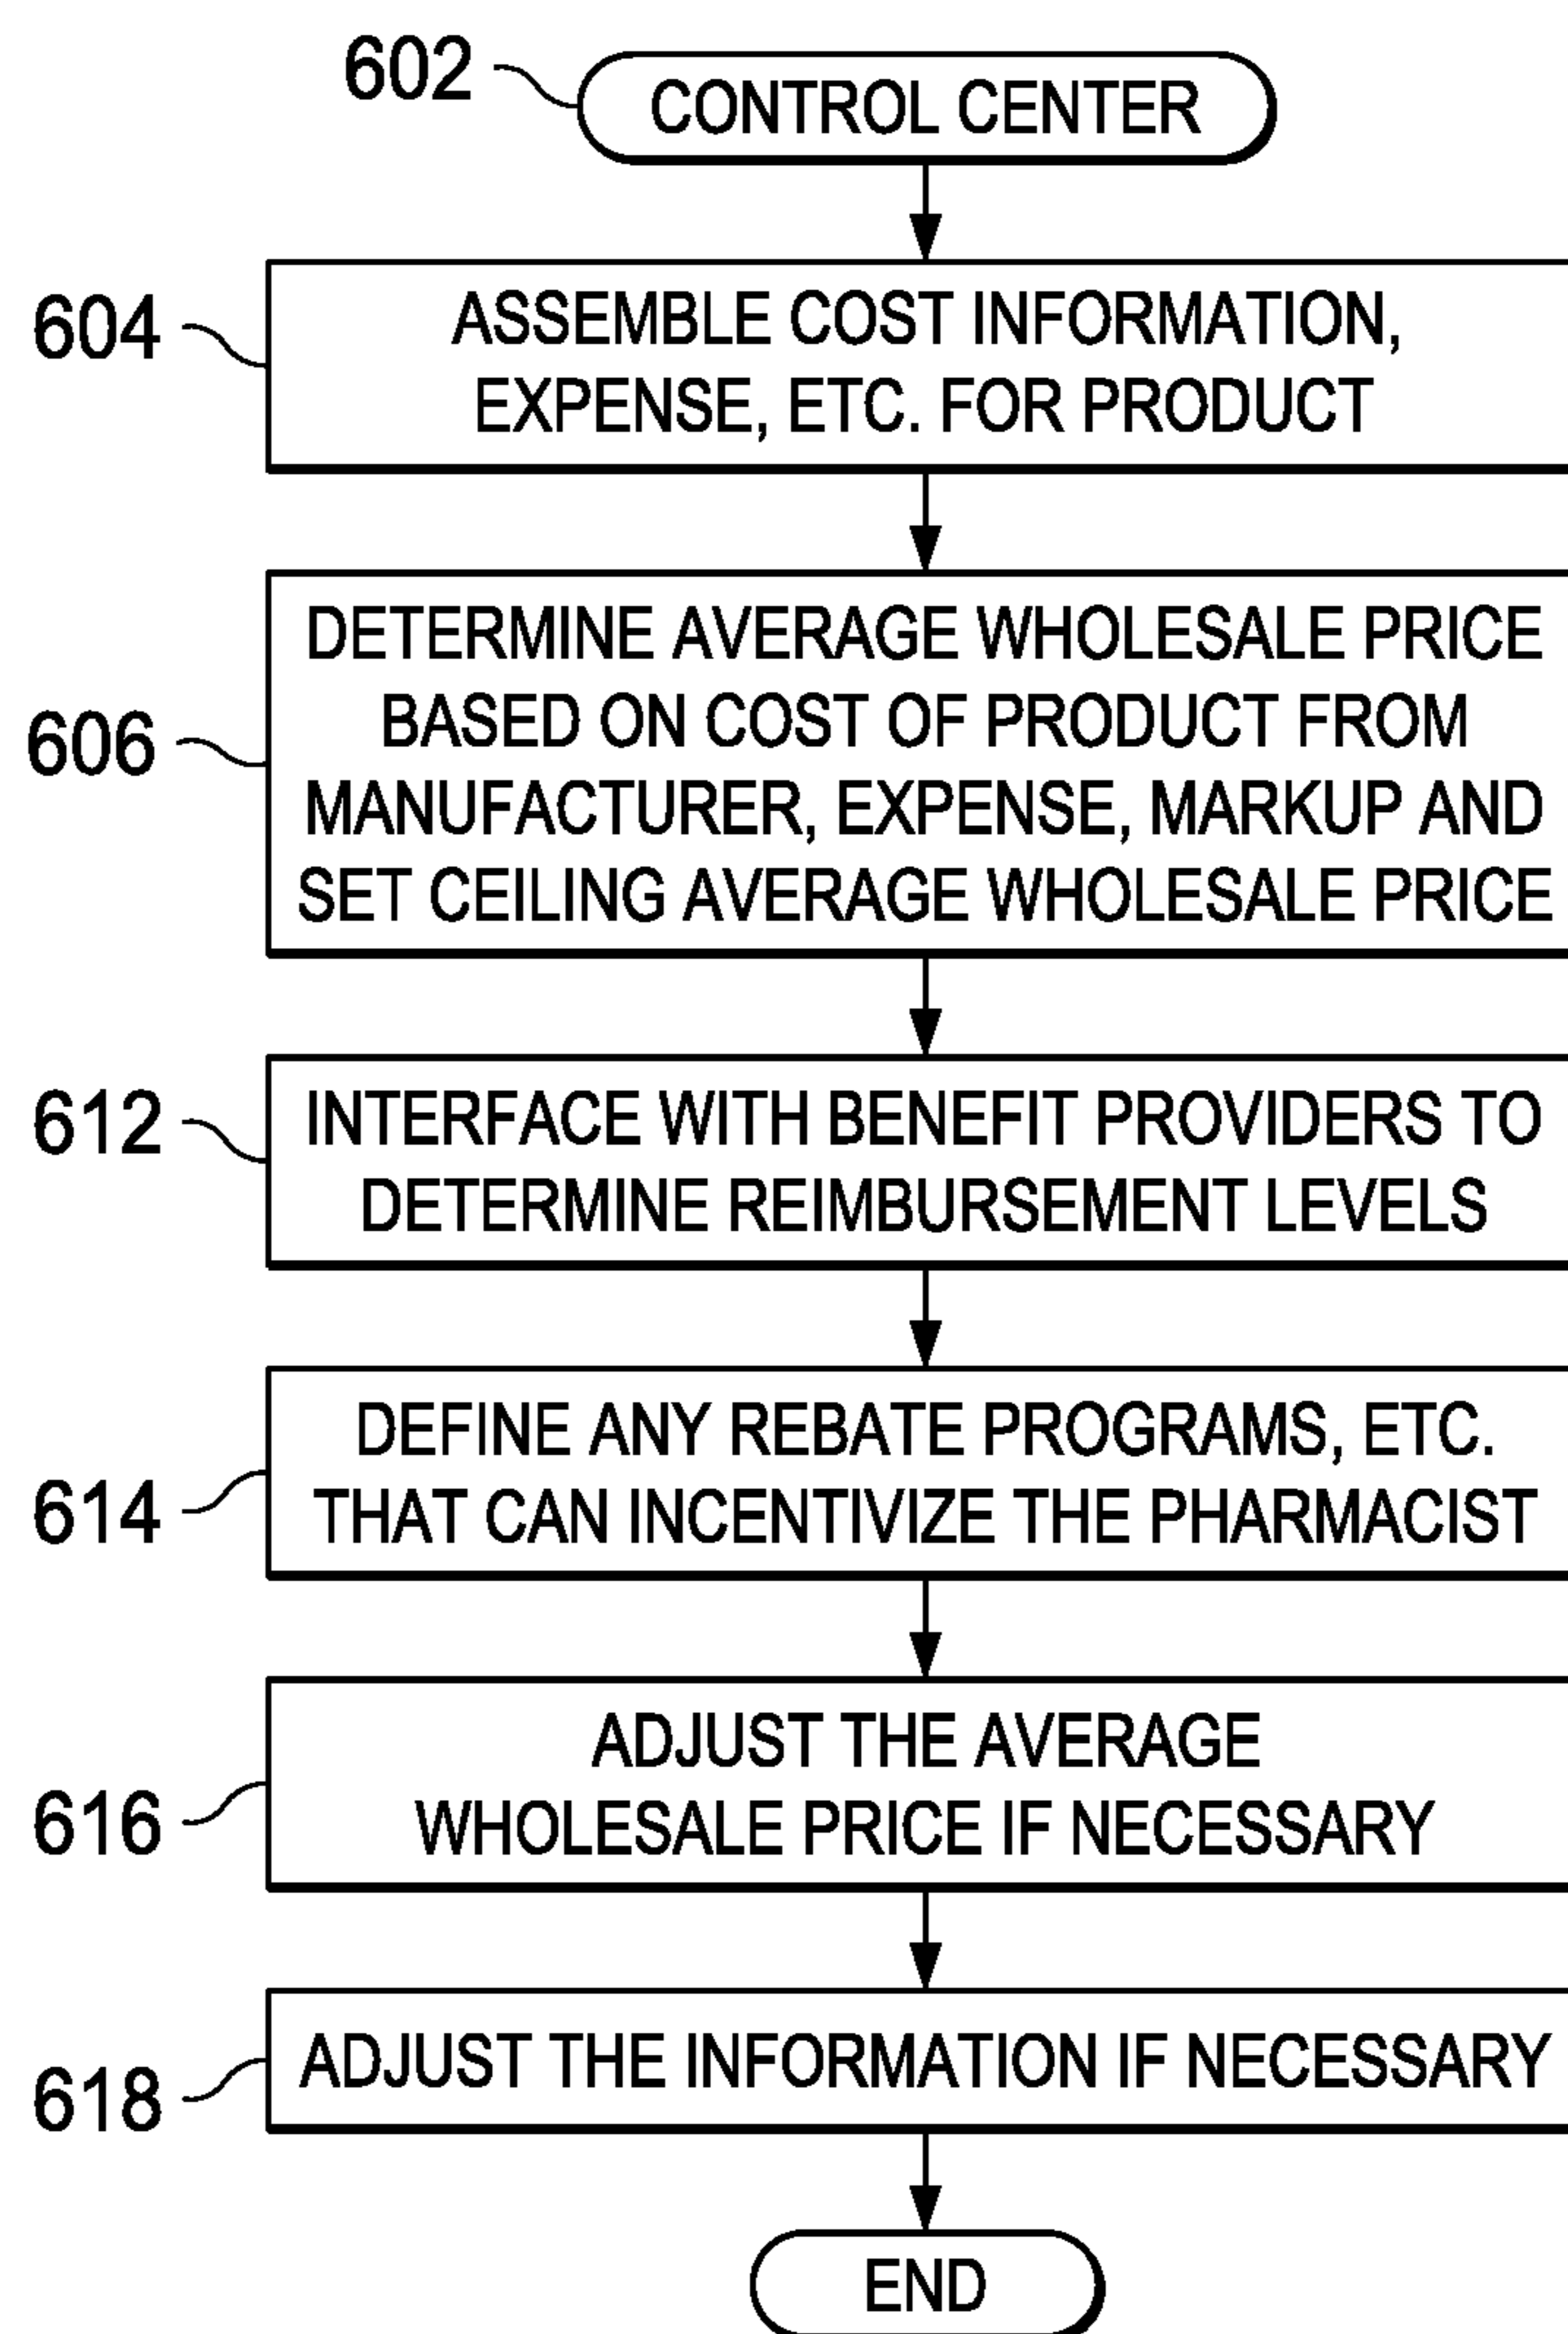 602
CONTROL CENTER
604
ASSEMBLE COST INFORMATION,
EXPENSE, ETC. FOR PRODUCT
606
DETERMINE AVERAGE WHOLESALE PRICE
BASED ON COST OF PRODUCT FROM
MANUFACTURER, EXPENSE, MARKUP AND
SET CEILING AVERAGE WHOLESALE PRICE
612
INTERFACE WITH BENEFIT PROVIDERS TO
DETERMINE REIMBURSEMENT LEVELS
614
DEFINE ANY REBATE PROGRAMS, ETC.
THAT CAN INCENTIVIZE THE PHARMACIST
616
ADJUST THE AVERAGE
WHOLESALE PRICE IF NECESSARY
618
ADJUST THE INFORMATION IF NECESSARY
END